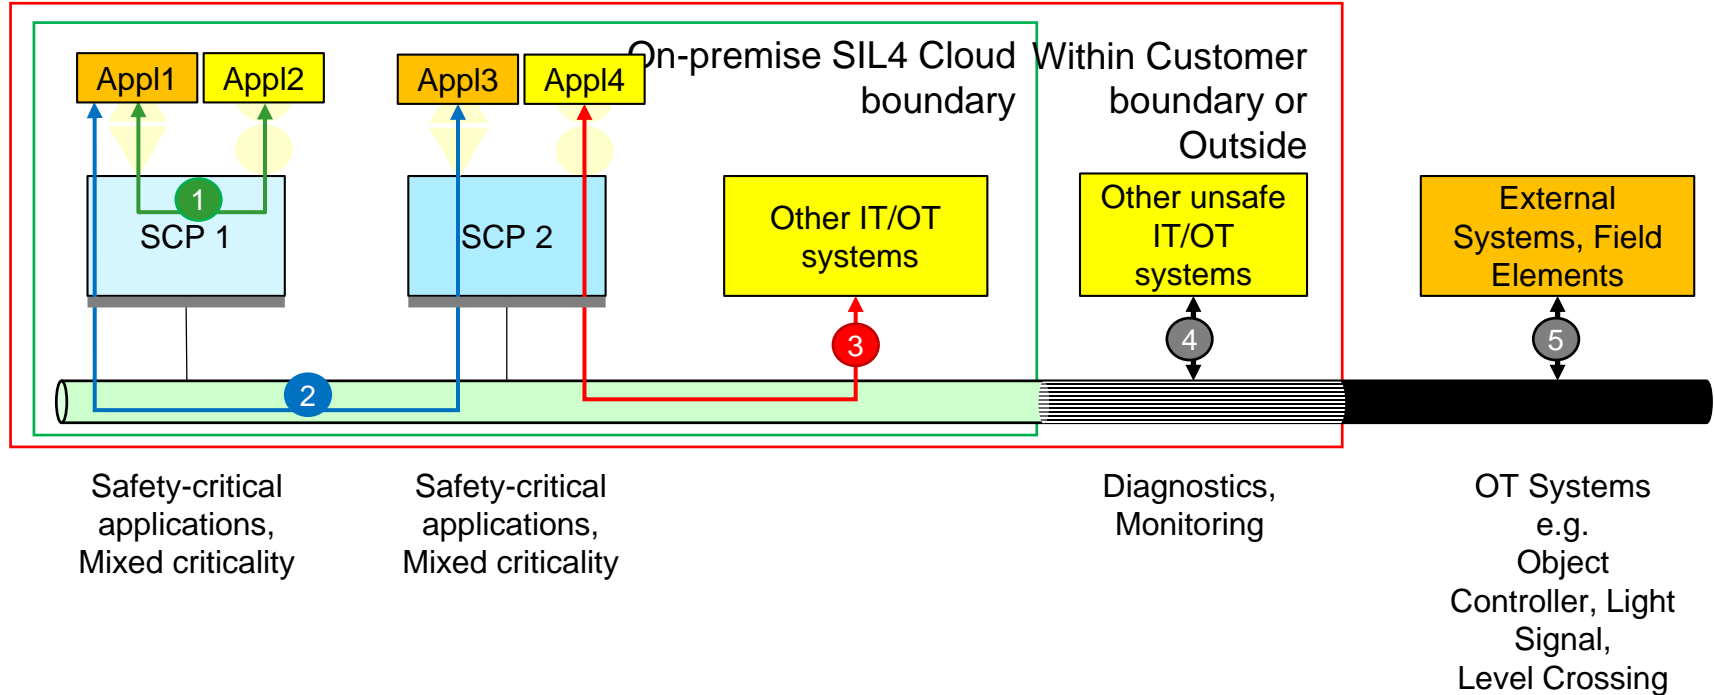 On-premise SIL4 Cloud
boundary
Within Customer
boundary or
Outside
Appl1
Appl2
Appl3
Appl4
1
SCP 1
SCP 2
Other IT/OT
systems
Other unsafe
IT/OT
systems
External
Systems, Field
Elements
2
3
4
5
Safety-critical
applications,
Mixed criticality
Safety-critical
applications,
Mixed criticality
Diagnostics,
Monitoring
OT Systems
e.g.
Object
Controller, Light
Signal,
Level Crossing